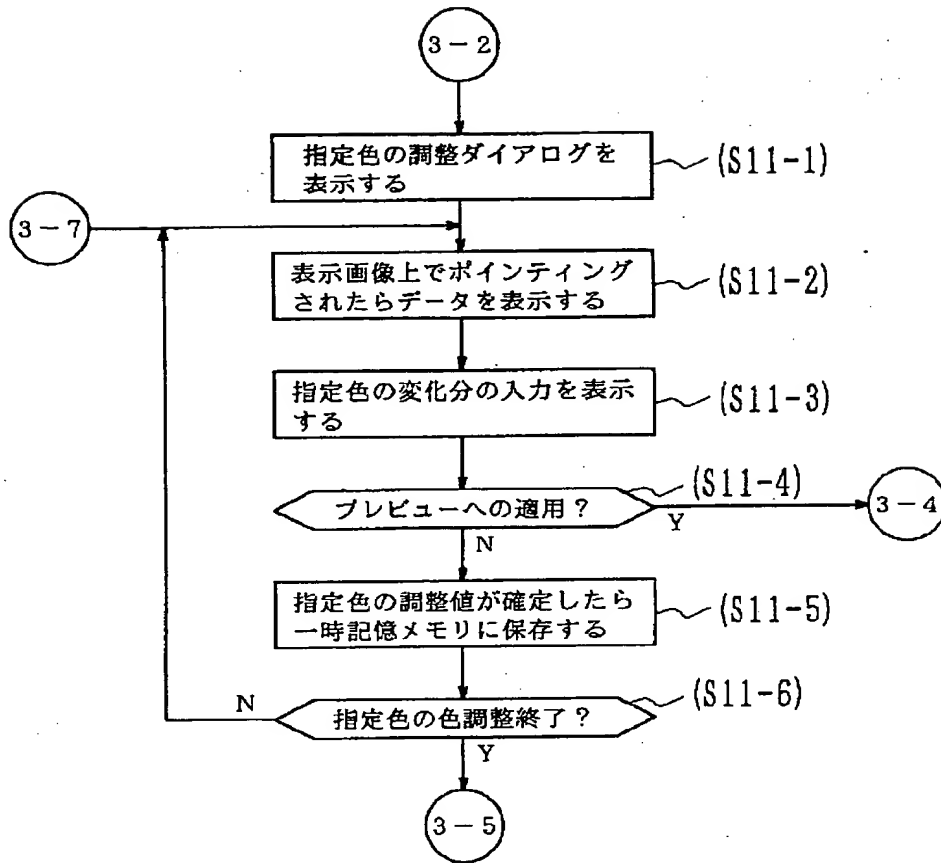 3-2
指定色の調整ダイアログを
表示する
(S11-1)
3-7
表示画像上でポインティング
されたらデータを表示する
(S11-2)
指定色の変化分の入力を表示
する
(S11-3)
プレビューへの適用?
(S11-4)
Y
3-4
N
指定色の調整値が確定したら
一時記憶メモリに保存する
(S11-5)
N
指定色の色調整終了?
(S11-6)
Y
3-5